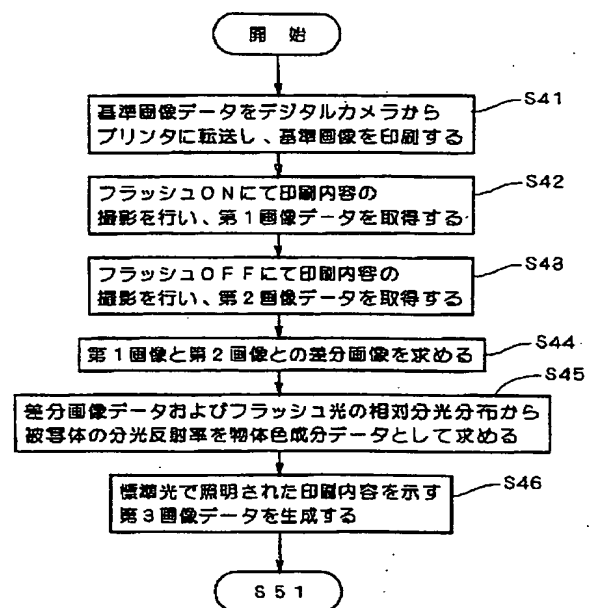 開 始
基準画像データをデジタルカメラから
プリンタに転送し、基準画像を印刷する
S41
フラッシュONにて印刷内容の
撮影を行い、第1画像データを取得する
S42
フラッシュOFFにて印刷内容の
撮影を行い、第2画像データを取得する
S43
第1画像と第2画像との差分画像を求める
S44
差分画像データおよびフラッシュ光の相対分光分布から
被写体の分光反射率を物体色成分データとして求める
S45
標準光で照明された印刷内容を示す
第3画像データを生成する
S46
S51